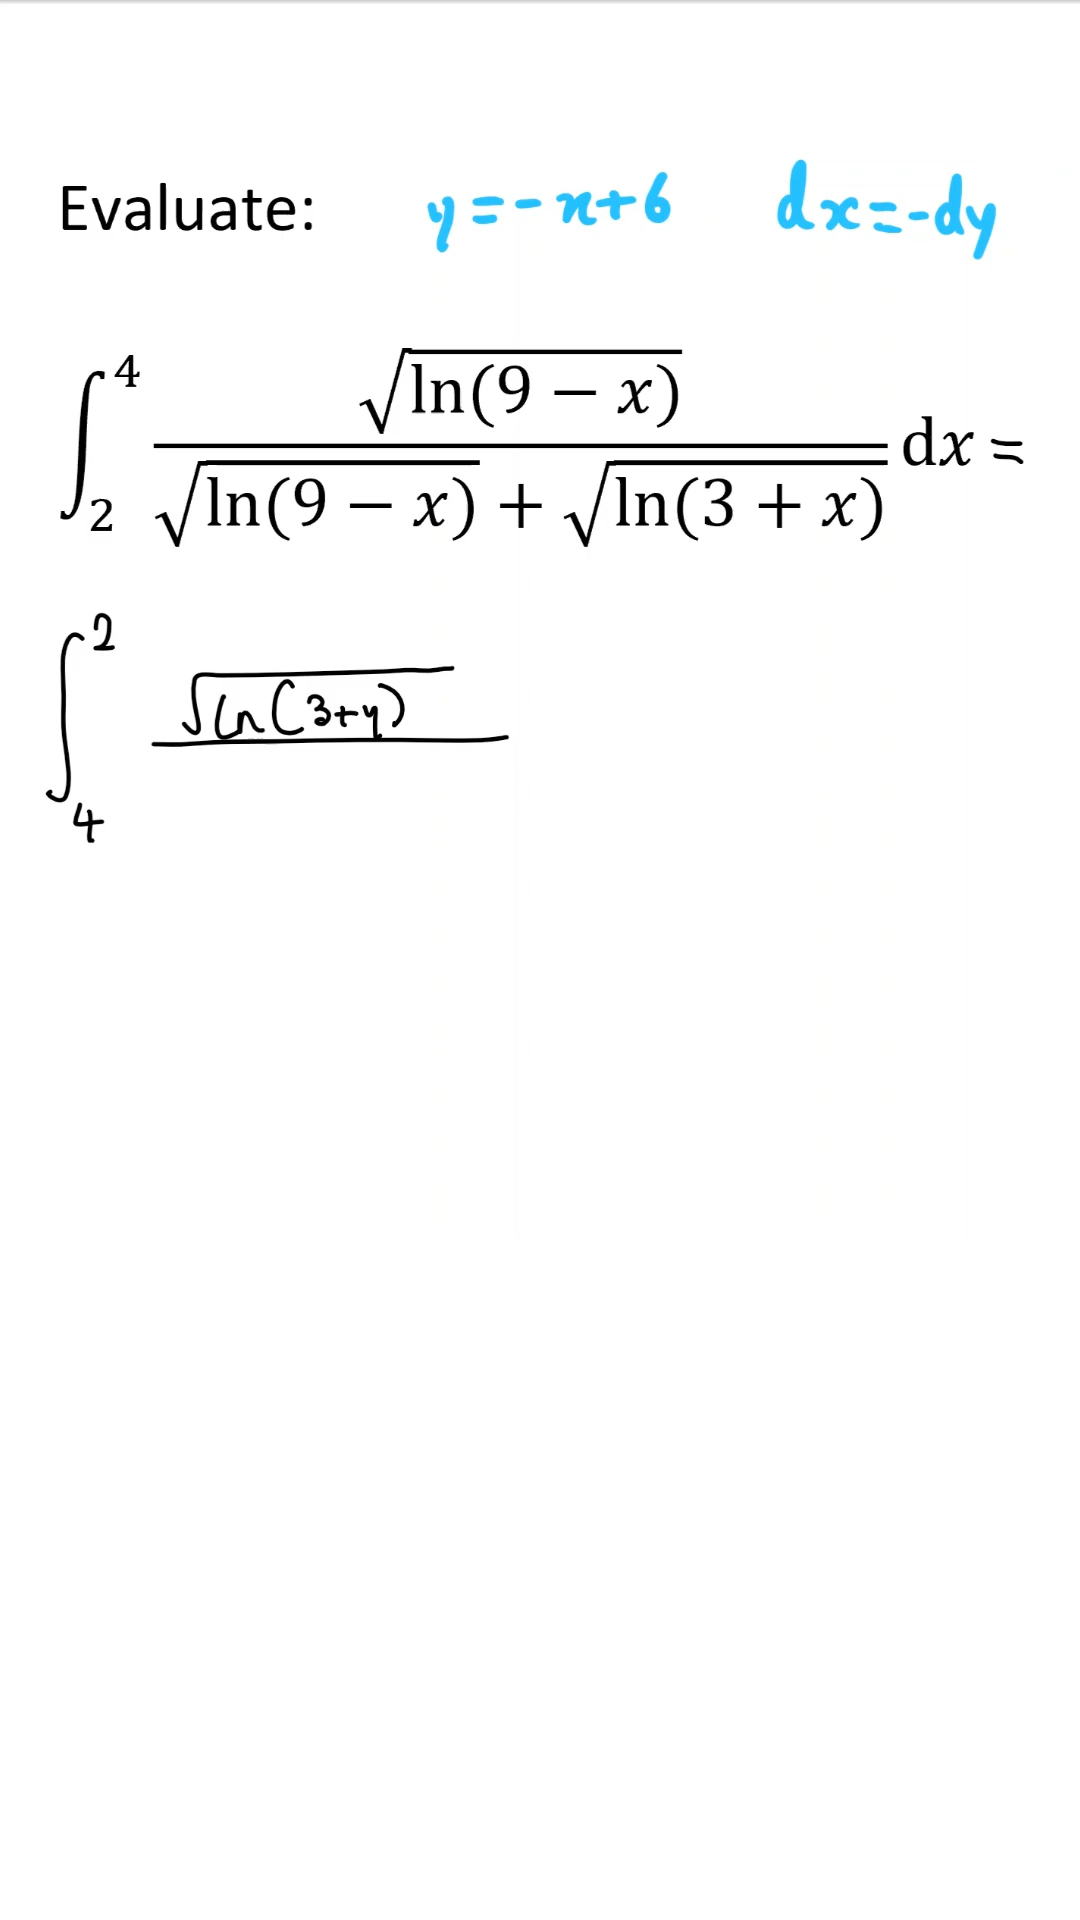 Evaluate: y=-x+6 dx=-dy
∫₂⁴ √ln(9 − x) / (√ln(9 − x) + √ln(3 + x)) dx =
∫₄² √ln(3+y)